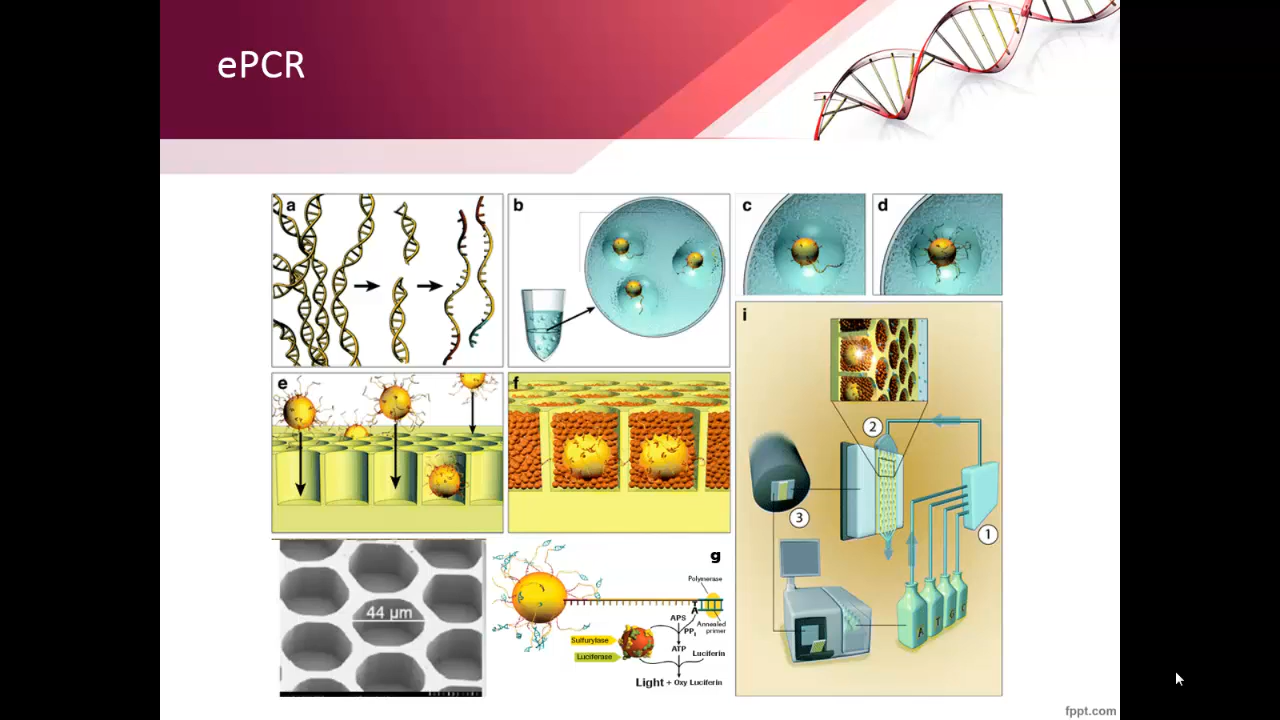 ePCR
a
b
c
d
e
f
i
2
3
1
44 µm
g
Polymerase
A
Annealed
primer
APS
PPi
Sulfurylase
ATP
Luciferin
Luciferase
Light + Oxy Luciferin
A
T
G
C
fppt.com